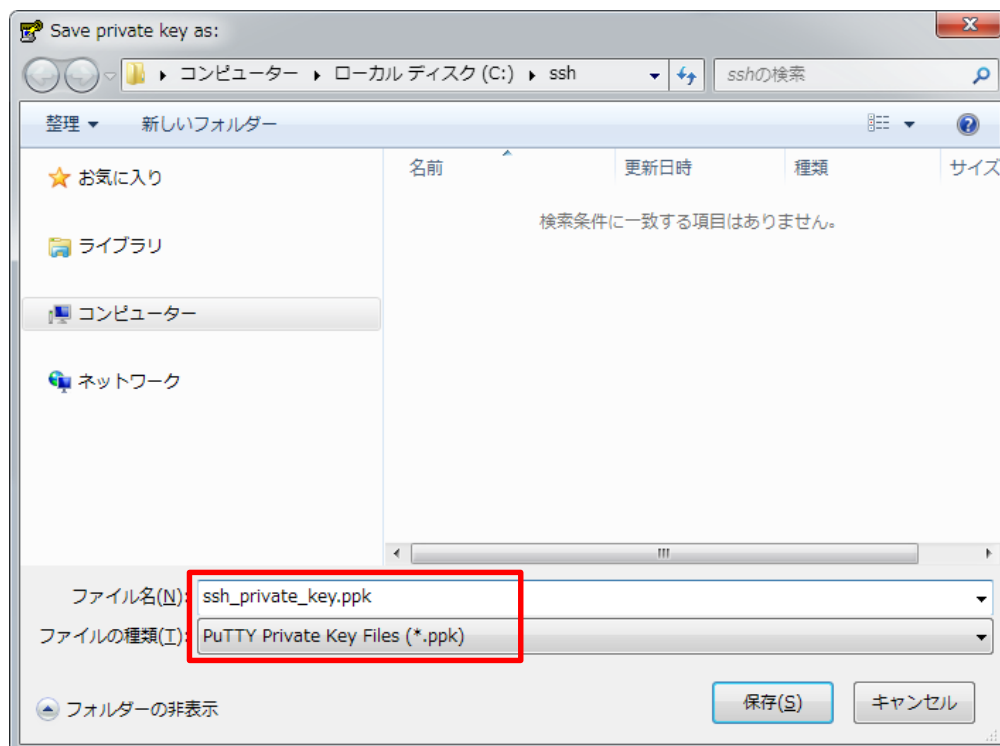 Save private key as:
コンピューター ローカル ディスク (C:) ssh sshの検索
整理 新しいフォルダー
名前 更新日時 種類 サイズ
お気に入り
検索条件に一致する項目はありません。
ライブラリ
コンピューター
ネットワーク
ファイル名(N): ssh_private_key.ppk
ファイルの種類(T): PuTTY Private Key Files (*.ppk)
フォルダーの非表示 保存(S) キャンセル